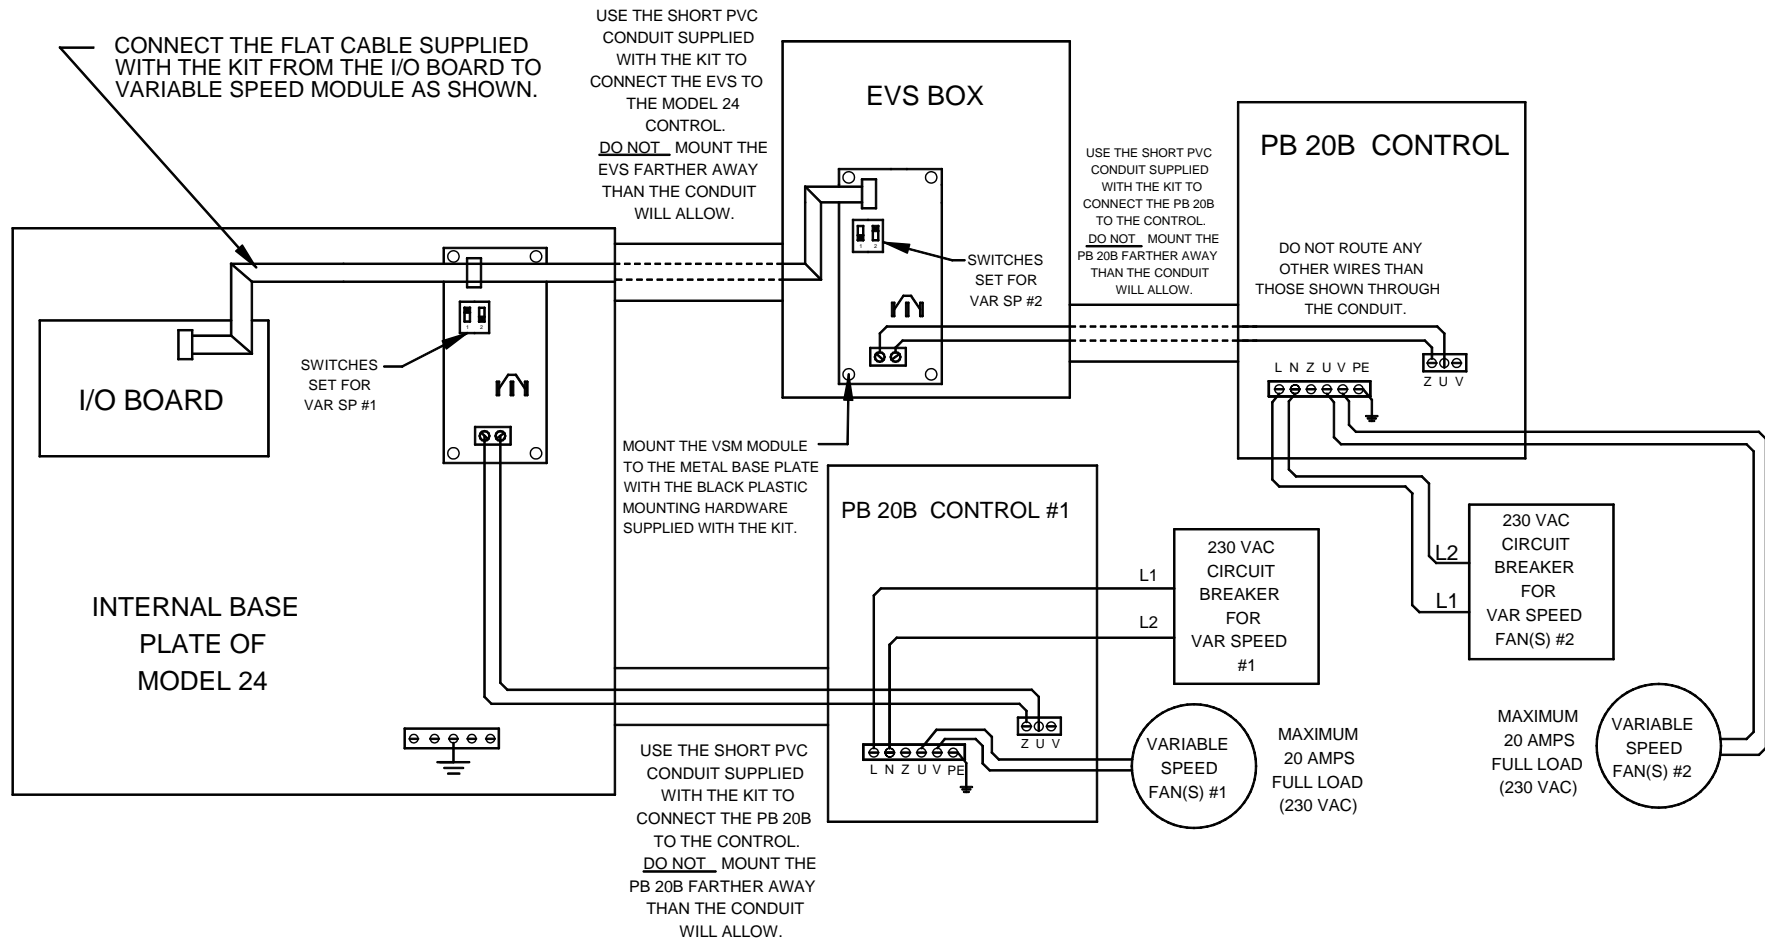 CONNECT THE FLAT CABLE SUPPLIED
WITH THE KIT FROM THE I/O BOARD TO
VARIABLE SPEED MODULE AS SHOWN.
USE THE SHORT PVC
CONDUIT SUPPLIED
WITH THE KIT TO
CONNECT THE EVS TO
THE MODEL 24
CONTROL.
DO NOT MOUNT THE
EVS FARTHER AWAY
THAN THE CONDUIT
WILL ALLOW.
EVS BOX
1 2
SWITCHES
SET FOR
VAR SP #2
USE THE SHORT PVC
CONDUIT SUPPLIED
WITH THE KIT TO
CONNECT THE PB 20B
TO THE CONTROL.
DO NOT MOUNT THE
PB 20B FARTHER AWAY
THAN THE CONDUIT
WILL ALLOW.
PB 20B CONTROL
DO NOT ROUTE ANY
OTHER WIRES THAN
THOSE SHOWN THROUGH
THE CONDUIT.
L N Z U V PE
Z U V
I/O BOARD
1 2
SWITCHES
SET FOR
VAR SP #1
MOUNT THE VSM MODULE
TO THE METAL BASE PLATE
WITH THE BLACK PLASTIC
MOUNTING HARDWARE
SUPPLIED WITH THE KIT.
INTERNAL BASE
PLATE OF
MODEL 24
PB 20B CONTROL #1
L1
L2
230 VAC
CIRCUIT
BREAKER
FOR
VAR SPEED
#1
L2
L1
230 VAC
CIRCUIT
BREAKER
FOR
VAR SPEED
FAN(S) #2
Z U V
L N Z U V PE
VARIABLE
SPEED
FAN(S) #1
MAXIMUM
20 AMPS
FULL LOAD
(230 VAC)
MAXIMUM
20 AMPS
FULL LOAD
(230 VAC)
VARIABLE
SPEED
FAN(S) #2
USE THE SHORT PVC
CONDUIT SUPPLIED
WITH THE KIT TO
CONNECT THE PB 20B
TO THE CONTROL.
DO NOT MOUNT THE
PB 20B FARTHER AWAY
THAN THE CONDUIT
WILL ALLOW.